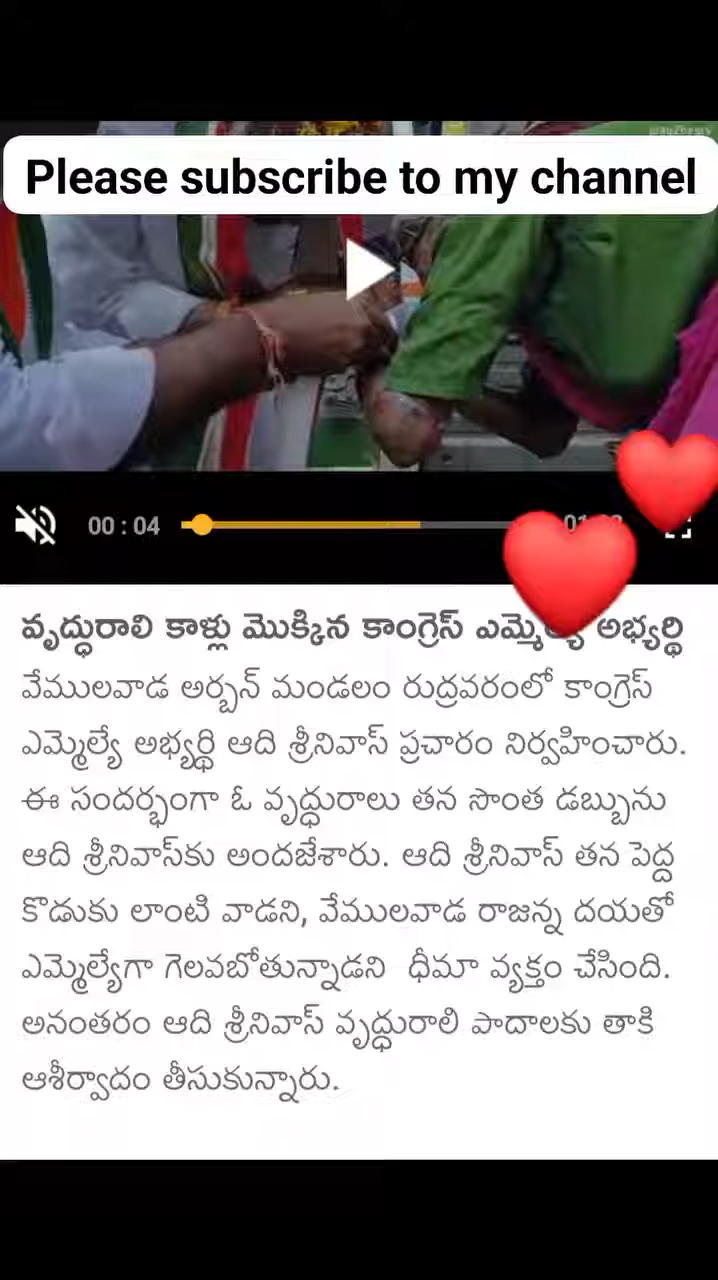 Please subscribe to my channel
00 : 04
వృద్ధురాలి కాళ్లు మొక్కిన కాంగ్రెస్ ఎమ్మెల్యే అభ్యర్థి
వేములవాడ అర్బన్ మండలం రుద్రవరంలో కాంగ్రెస్
ఎమ్మెల్యే అభ్యర్థి ఆది శ్రీనివాస్ ప్రచారం నిర్వహించారు.
ఈ సందర్భంగా ఓ వృద్ధురాలు తన సొంత డబ్బును
ఆది శ్రీనివాస్‌కు అందజేశారు. ఆది శ్రీనివాస్ తన పెద్ద
కొడుకు లాంటి వాడని, వేములవాడ రాజన్న దయతో
ఎమ్మెల్యేగా గెలవబోతున్నాడని ధీమా వ్యక్తం చేసింది.
అనంతరం ఆది శ్రీనివాస్ వృద్ధురాలి పాదాలకు తాకి
ఆశీర్వాదం తీసుకున్నారు.